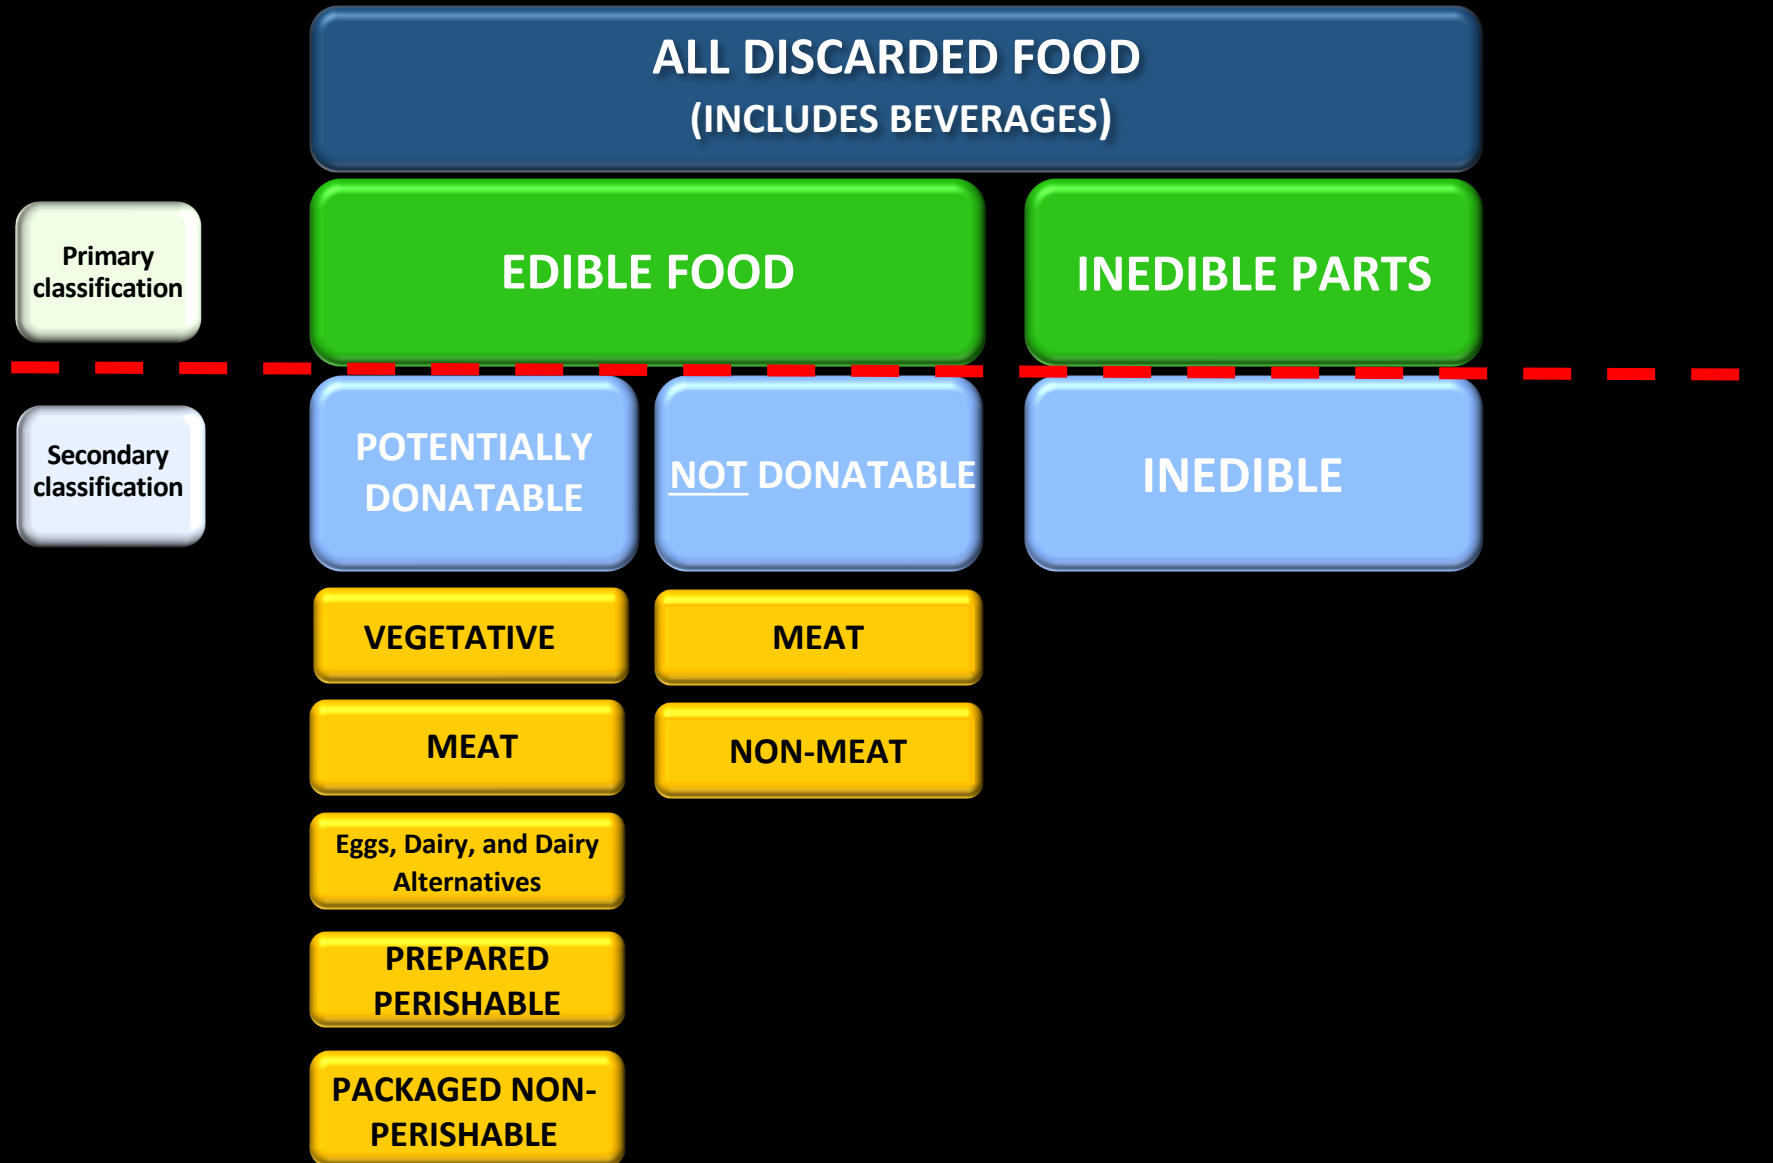 ALL DISCARDED FOOD
(INCLUDES BEVERAGES)
Primary
classification
EDIBLE FOOD
INEDIBLE PARTS
Secondary
classification
POTENTIALLY
DONATABLE
NOT DONATABLE
INEDIBLE
VEGETATIVE
MEAT
MEAT
NON-MEAT
Eggs, Dairy, and Dairy
Alternatives
PREPARED
PERISHABLE
PACKAGED NON-
PERISHABLE